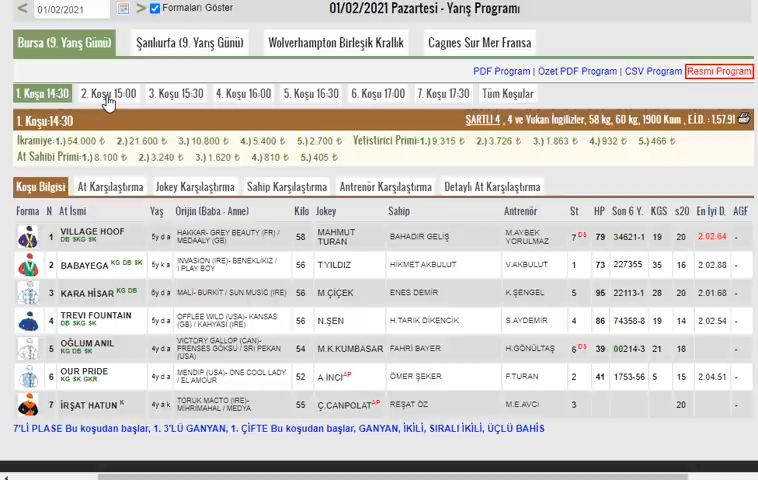 < 01/02/2021 > Formaları Göster 01/02/2021 Pazartesi - Yarış Programı
Bursa (9. Yarış Günü) Şanlıurfa (9. Yarış Günü) Wolverhampton Birleşik Krallık Cagnes Sur Mer Fransa
PDF Program | Özet PDF Program | CSV Program Resmi Program
1. Koşu 14:30 2. Koşu 15:00 3. Koşu 15:30 4. Koşu 16:00 5. Koşu 16:30 6. Koşu 17:00 7. Koşu 17:30 Tüm Koşular
1. Koşu:14:30 ŞARTLI 4 , 4 ve Yukarı İngilizler, 58 kg, 60 kg, 1900 Kum , E.İ.D. : 1.57.91
İkramiye: 1.) 54.000 ₺ 2.) 21.600 ₺ 3.) 10.800 ₺ 4.) 5.400 ₺ 5.) 2.700 ₺ Yetistirici Primi: 1.) 9.315 ₺ 2.) 3.726 ₺ 3.) 1.863 ₺ 4.) 932 ₺ 5.) 466 ₺
At Sahibi Primi: 1.) 8.100 ₺ 2.) 3.240 ₺ 3.) 1.620 ₺ 4.) 810 ₺ 5.) 405 ₺
Koşu Bilgisi At Karşılaştırma Jokey Karşılaştırma Sahip Karşılaştırma Antrenör Karşılaştırma Detaylı At Karşılaştırma
Forma N At İsmi Yaş Orijin (Baba - Anne) Kilo Jokey Sahip Antrenör St HP Son 6 Y. KGS s20 En İyi D. AGF
1 VILLAGE HOOF DB SKG SK 5y d a HAKKAR- GREY BEAUTY (FR) / MEDAALY (GB) 58 MAHMUT TURAN BAHADIR GELİŞ M.AYBEK YORULMAZ 7 DS 79 34621-1 19 20 2.02.64 -
2 BABAYEGA KG DB SK 5y k a INVASION (IRE)- BENEKLİKIZ / I.PLAY BOY 56 T.YILDIZ HİKMET AKBULUT V.AKBULUT 1 73 227355 35 16 2.02.88 -
3 KARA HİSAR KG DB 6y d a MALİ- BURKIT / SUN MUSIC (IRE) 56 M.ÇİÇEK ENES DEMİR K.ŞENGEL 5 95 22113-1 28 20 2.01.68 -
4 TREVI FOUNTAIN DB SKG SK 5y d a OFFLEE WILD (USA)- KANSAS (GB) / KAHYASI (IRE) 56 N.ŞEN H.TARIK DİKENCİK S.AYDEMİR 4 86 74358-8 19 14 2.02.54 -
5 OĞLUM ANIL KG DB SK 4y d a VICTORY GALLOP (CAN)- PRENSES GÖKSU / SRI PEKAN (USA) 54 M.K.KUMBASAR FAHRİ BAYER H.GÖNÜLTAŞ 6 DS 39 00214-3 21 18 -
6 OUR PRIDE KG SK GKR 4y d a MENDIP (USA)- ONE COOL LADY / EL AMOUR 52 A.İNCİ AP ÖMER ŞEKER F.TURAN 2 41 1753-56 5 15 2.04.51 -
7 İRŞAT HATUN K 4y a k TORUK MACTO (IRE)- MİHRİMAHAL / MEDYA 55 Ç.CANPOLAT AP REŞAT ÖZ M.E.AVCI 3 20 -
7'Lİ PLASE Bu koşudan başlar, 1. 3'LÜ GANYAN, 1. ÇİFTE Bu koşudan başlar, GANYAN, İKİLİ, SIRALI İKİLİ, ÜÇLÜ BAHİS